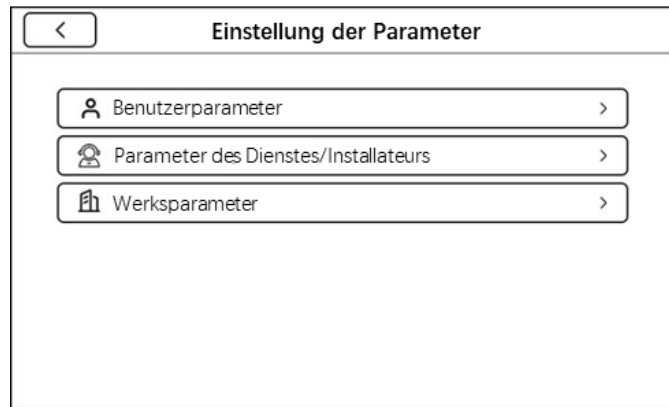 Einstellung der Parameter
Benutzerparameter
Parameter des Dienstes/Installateurs
Werksparameter